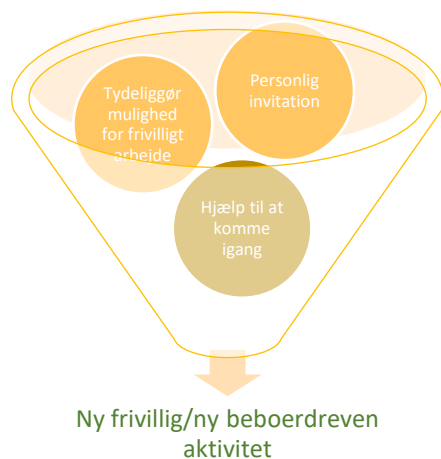 Tydeliggør
mulighed
for frivilligt
arbejde
Personlig
invitation
Hjælp til at
komme
igang
Ny frivillig/ny beboerdreven
aktivitet